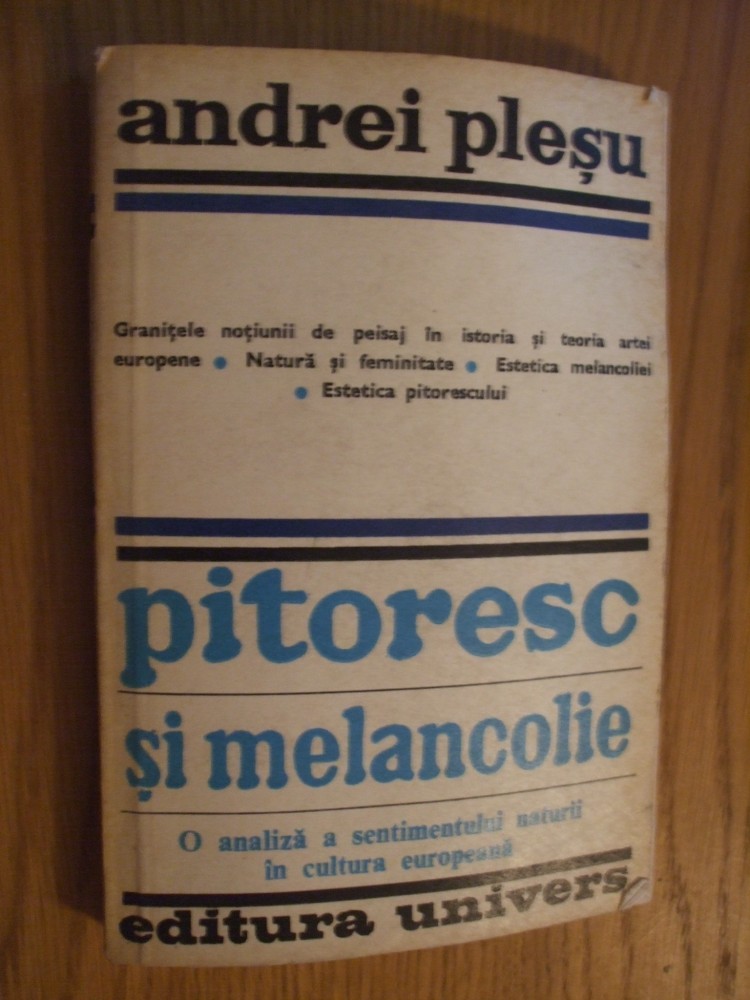 andrei pleșu
Granițele noțiunii de peisaj în istoria și teoria artei
europene • Natură și feminitate • Estetica melancoliei
• Estetica pitorescului
pitoresc
și melancolie
O analiză a sentimentului naturii
în cultura europeană
editura univers